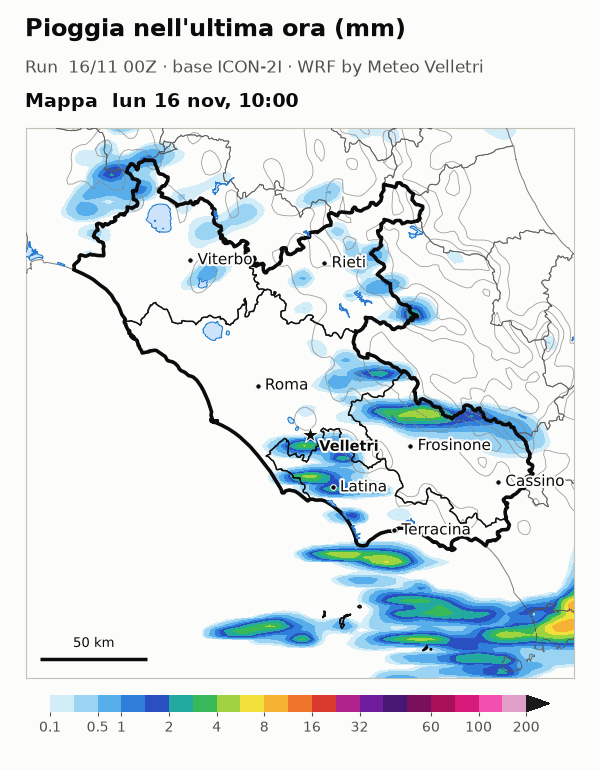 Pioggia nell'ultima ora (mm)
Run  16/11 00Z · base ICON-2I · WRF by Meteo Velletri
Mappa  lun 16 nov, 10:00
Viterbo
Rieti
Roma
Velletri
Frosinone
Latina
Cassino
Terracina
50 km
0.1 0.5 1 2 4 8 16 32 60 100 200